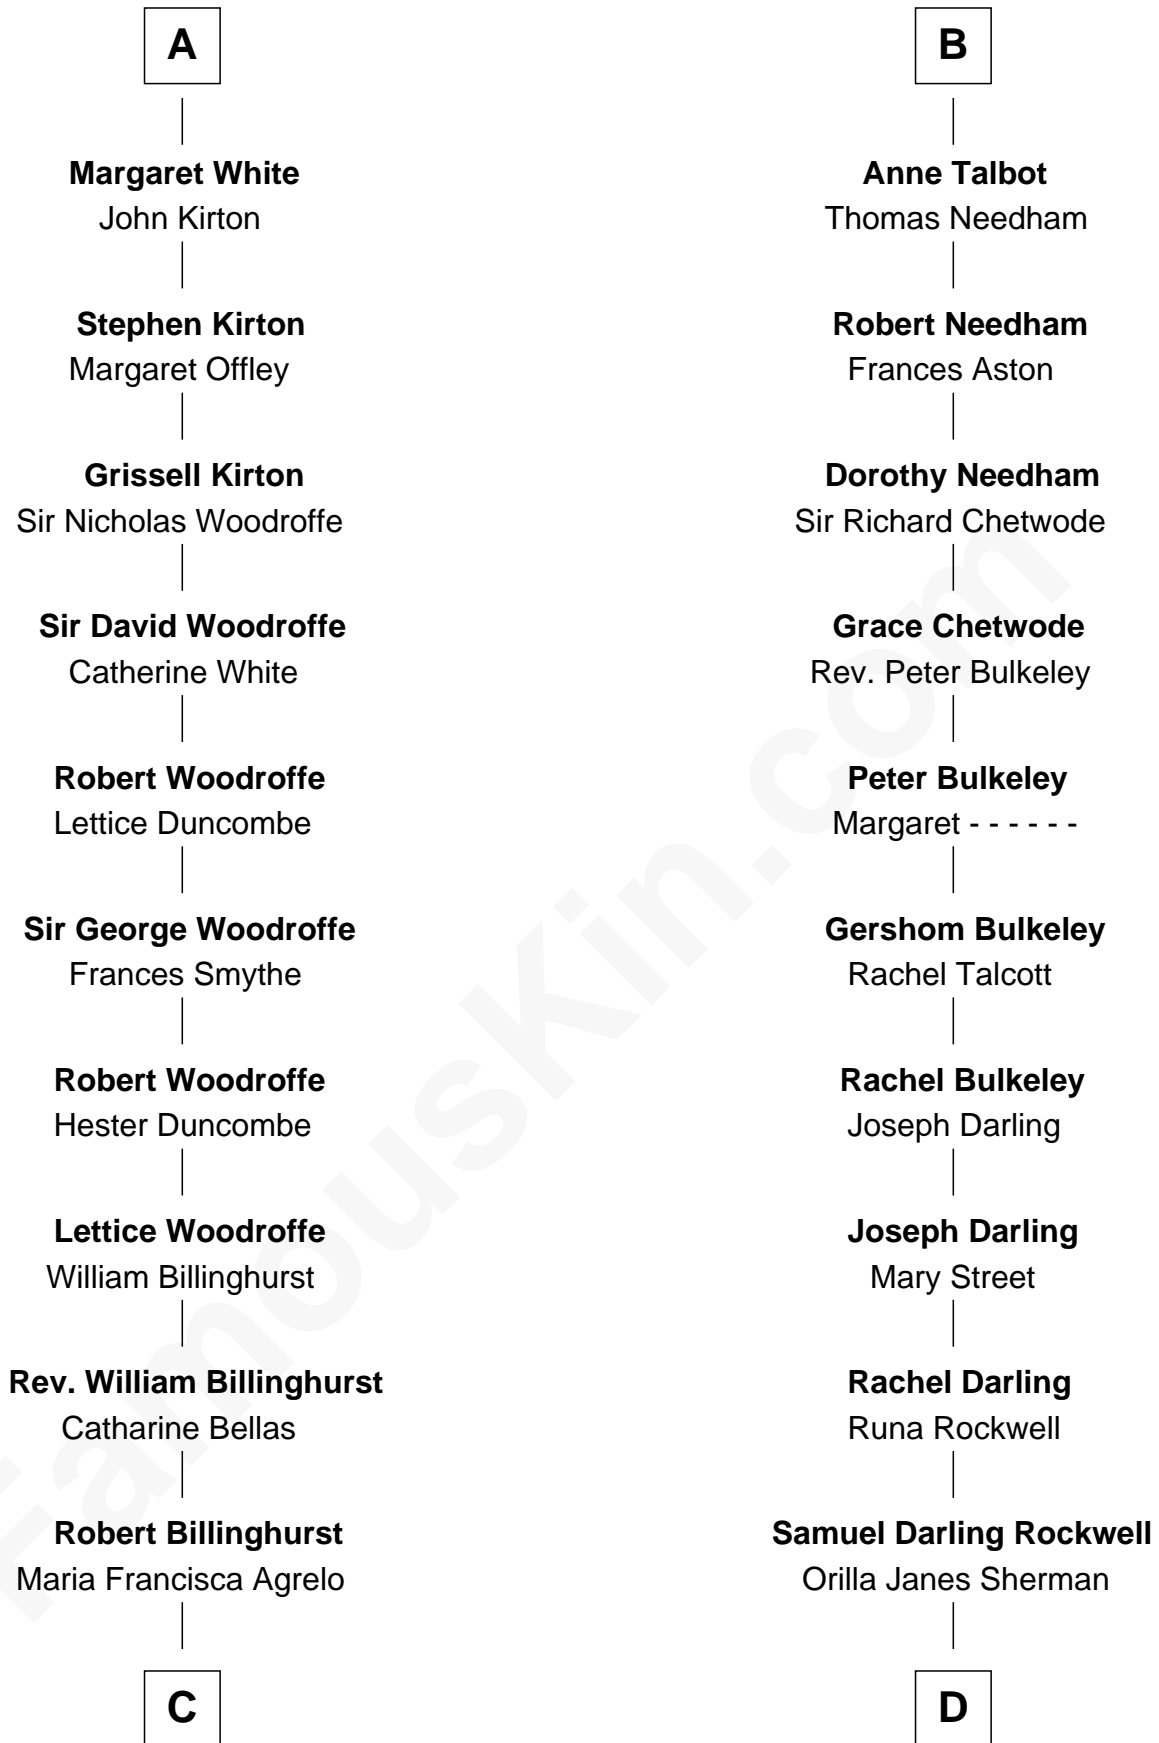 A
Margaret White
John Kirton
Stephen Kirton
Margaret Offley
Grissell Kirton
Sir Nicholas Woodroffe
Sir David Woodroffe
Catherine White
Robert Woodroffe
Lettice Duncombe
Sir George Woodroffe
Frances Smythe
Robert Woodroffe
Hester Duncombe
Lettice Woodroffe
William Billinghurst
Rev. William Billinghurst
Catharine Bellas
Robert Billinghurst
Maria Francisca Agrelo
C
B
Anne Talbot
Thomas Needham
Robert Needham
Frances Aston
Dorothy Needham
Sir Richard Chetwode
Grace Chetwode
Rev. Peter Bulkeley
Peter Bulkeley
Margaret - - - - - -
Gershom Bulkeley
Rachel Talcott
Rachel Bulkeley
Joseph Darling
Joseph Darling
Mary Street
Rachel Darling
Runa Rockwell
Samuel Darling Rockwell
Orilla Janes Sherman
D
FamousKin.com